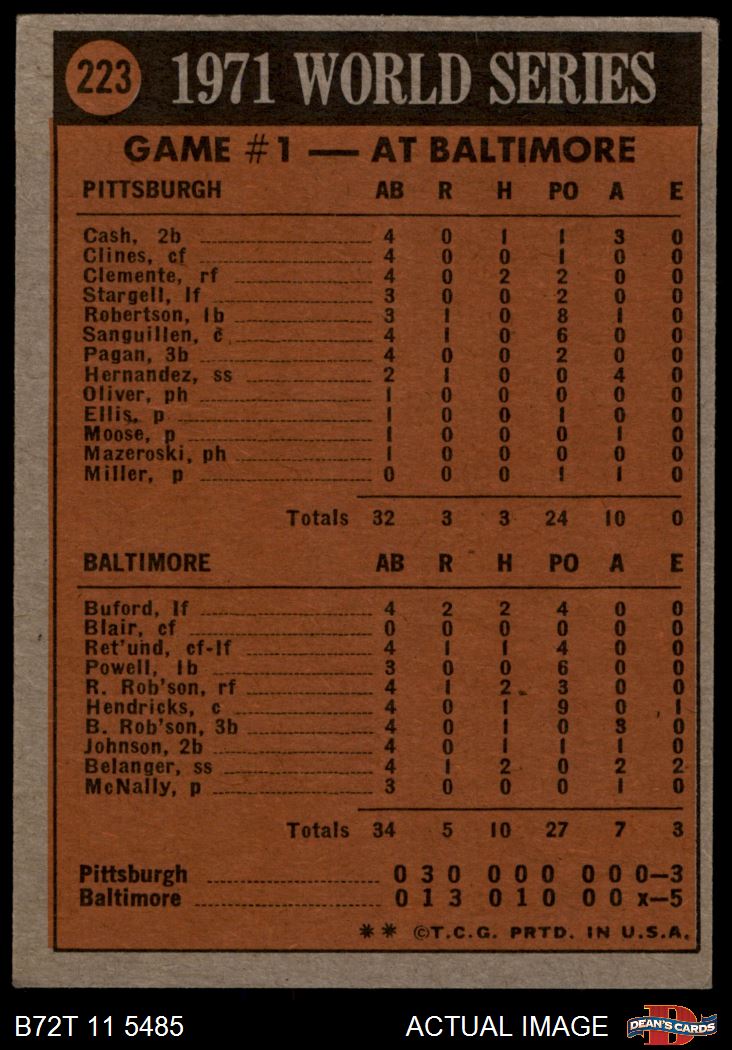 223 1971 WORLD SERIES
GAME #1 — AT BALTIMORE
PITTSBURGH AB R H PO A E
Cash, 2b 4 0 1 1 3 0
Clines, cf 4 0 0 1 0 0
Clemente, rf 4 0 2 2 0 0
Stargell, lf 3 0 0 2 0 0
Robertson, 1b 3 1 0 8 1 0
Sanguillen, c 4 1 0 6 0 0
Pagan, 3b 4 0 0 2 0 0
Hernandez, ss 2 1 0 0 4 0
Oliver, ph 1 0 0 0 0 0
Ellis, p 1 0 0 1 0 0
Moose, p 1 0 0 0 1 0
Mazeroski, ph 1 0 0 0 0 0
Miller, p 0 0 0 1 1 0
Totals 32 3 3 24 10 0
BALTIMORE AB R H PO A E
Buford, lf 4 2 2 4 0 0
Blair, cf 0 0 0 0 0 0
Ret'und, cf-lf 4 1 1 4 0 0
Powell, 1b 3 0 0 6 0 0
R. Rob'son, rf 4 1 2 3 0 0
Hendricks, c 4 0 1 9 0 1
B. Rob'son, 3b 4 0 1 0 3 0
Johnson, 2b 4 0 1 1 1 0
Belanger, ss 4 1 2 0 2 2
McNally, p 3 0 0 0 1 0
Totals 34 5 10 27 7 3
Pittsburgh 0 3 0 0 0 0 0 0 0—3
Baltimore 0 1 3 0 1 0 0 0 x—5
** ©T.C.G. PRTD. IN U.S.A.
B72T 11 5485 ACTUAL IMAGE D DEAN'S CARDS